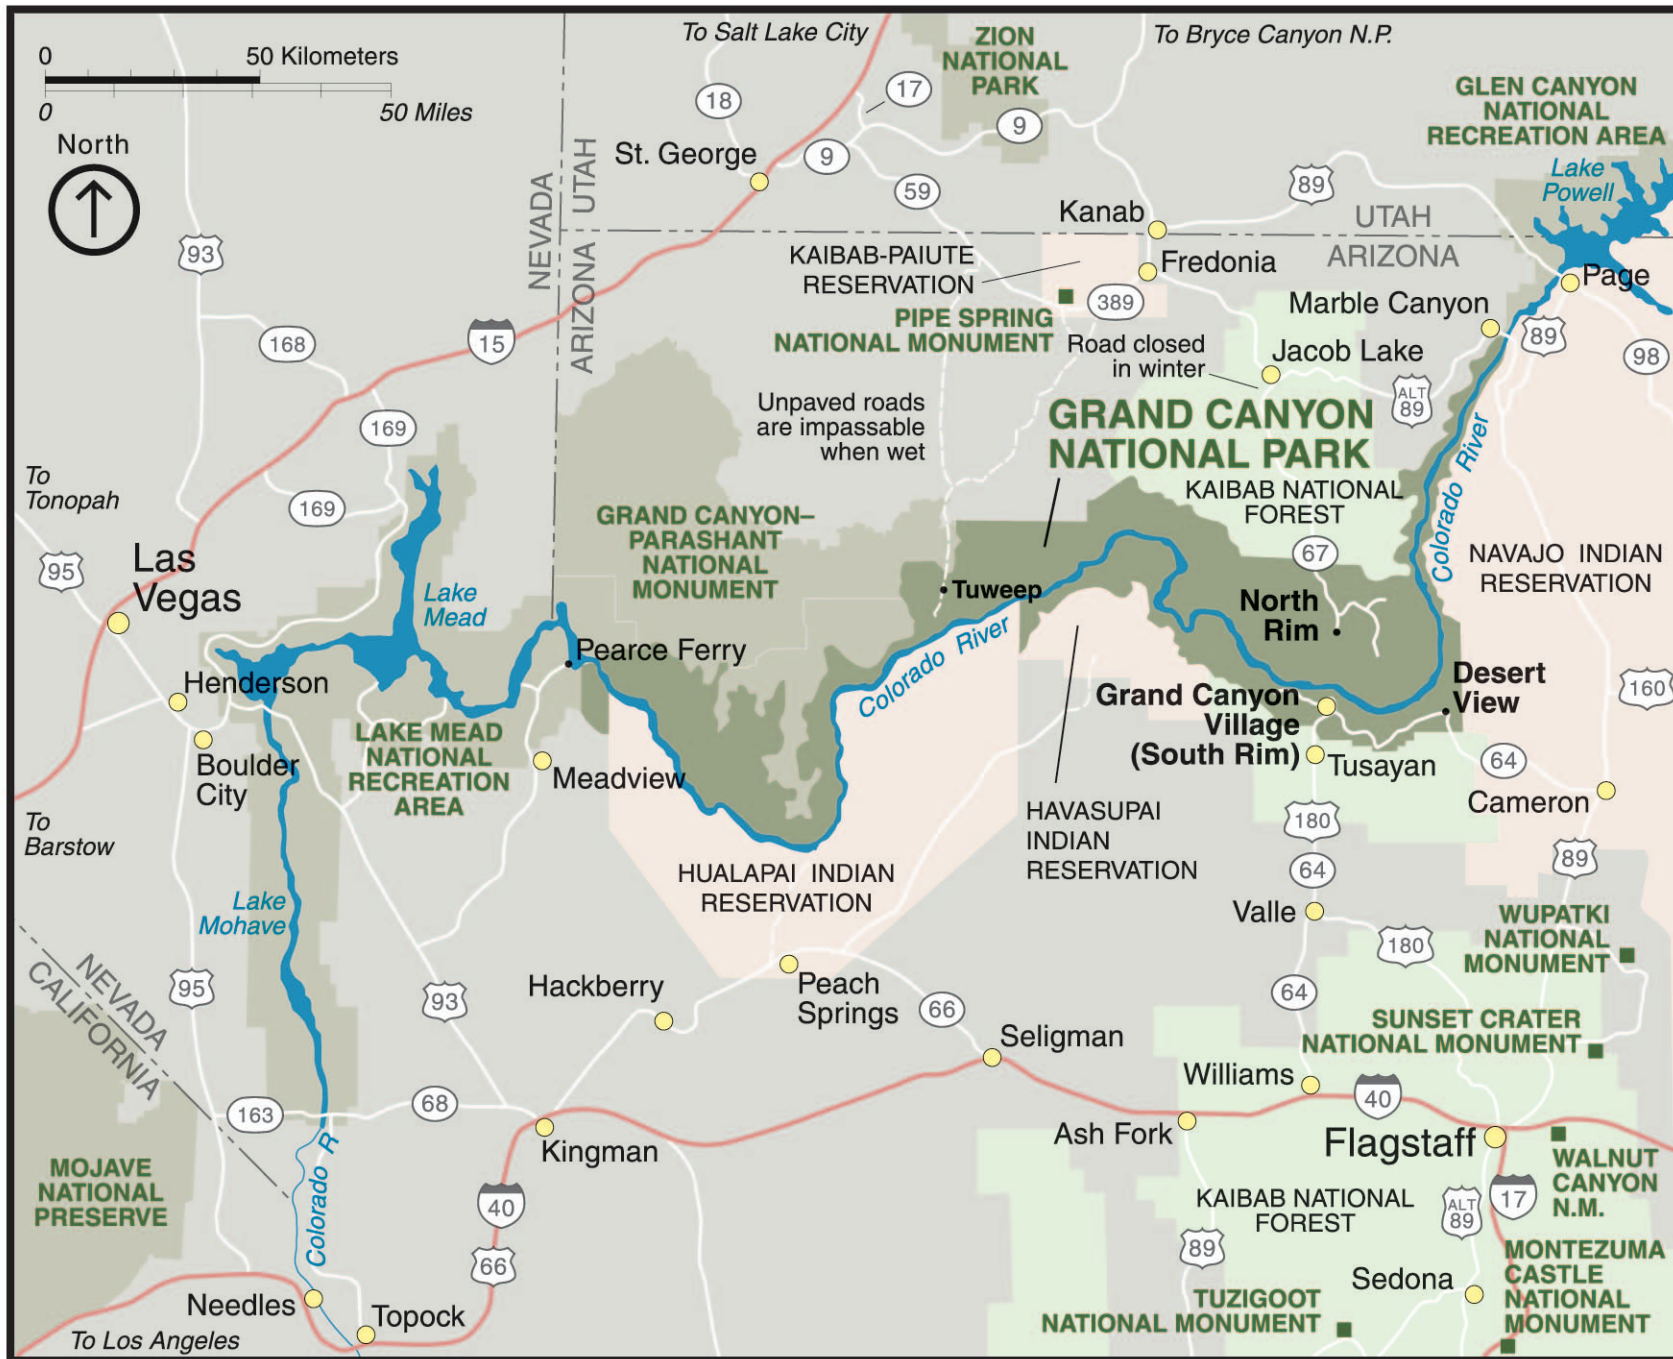 To Salt Lake City
To Bryce Canyon N.P.
0
50 Kilometers
0
50 Miles
North
ZION
NATIONAL
PARK
GLEN CANYON
NATIONAL
RECREATION AREA
Lake
Powell
18
17
9
9
St. George
59
89
NEVADA
UTAH
ARIZONA
UTAH
ARIZONA
Kanab
93
KAIBAB-PAIUTE
RESERVATION
Fredonia
389
Page
Marble Canyon
PIPE SPRING
NATIONAL MONUMENT
Road closed
in winter
Jacob Lake
89
98
168
15
ALT
89
Unpaved roads
are impassable
when wet
GRAND CANYON
NATIONAL PARK
169
To
Tonopah
169
KAIBAB NATIONAL
FOREST
Colorado River
GRAND CANYON–
PARASHANT
NATIONAL
MONUMENT
67
NAVAJO INDIAN
RESERVATION
95
Las
Vegas
Lake
Mead
Tuweep
North
Rim
Colorado River
Pearce Ferry
Henderson
Desert
View
160
Grand Canyon
Village
(South Rim)
LAKE MEAD
NATIONAL
RECREATION
AREA
Boulder
City
Meadview
Tusayan
64
Cameron
To
Barstow
HAVASUPAI
INDIAN
RESERVATION
180
89
HUALAPAI INDIAN
RESERVATION
64
Lake
Mohave
Valle
WUPATKI
NATIONAL
MONUMENT
180
NEVADA
CALIFORNIA
95
93
Hackberry
Peach
Springs
66
64
SUNSET CRATER
NATIONAL MONUMENT
Seligman
Williams
40
163
68
Kingman
Ash Fork
Flagstaff
WALNUT
CANYON
N.M.
MOJAVE
NATIONAL
PRESERVE
Colorado R
40
66
KAIBAB NATIONAL
FOREST
ALT
89
17
89
MONTEZUMA
CASTLE
NATIONAL
MONUMENT
Sedona
TUZIGOOT
NATIONAL MONUMENT
Needles
Topock
To Los Angeles